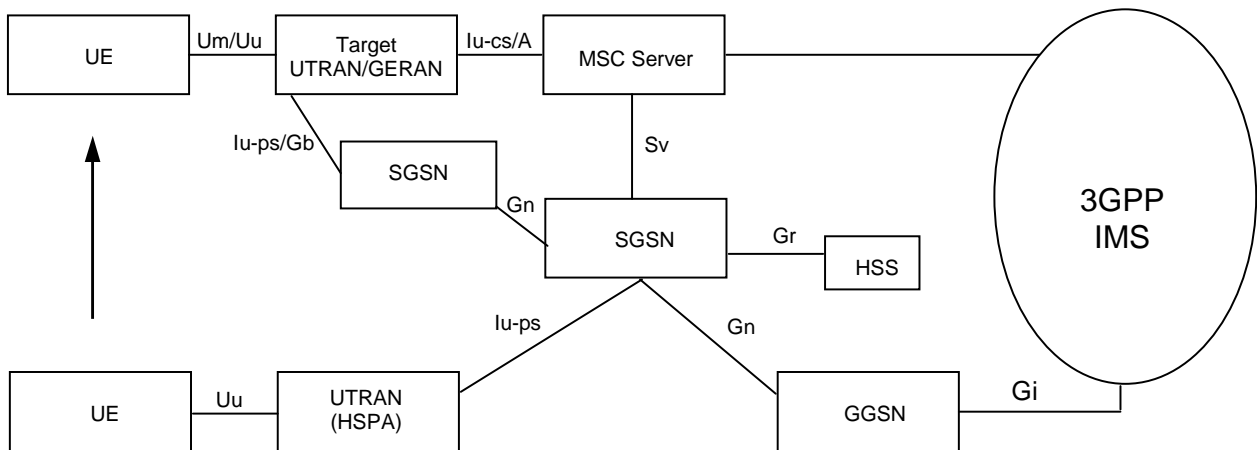 UE
Um/Uu
Target
UTRAN/GERAN
Iu-cs/A
MSC Server
Iu-ps/Gb
SGSN
Gn
Sv
SGSN
Gr
HSS
3GPP
IMS
Iu-ps
Gn
UE
Uu
UTRAN
(HSPA)
GGSN
Gi